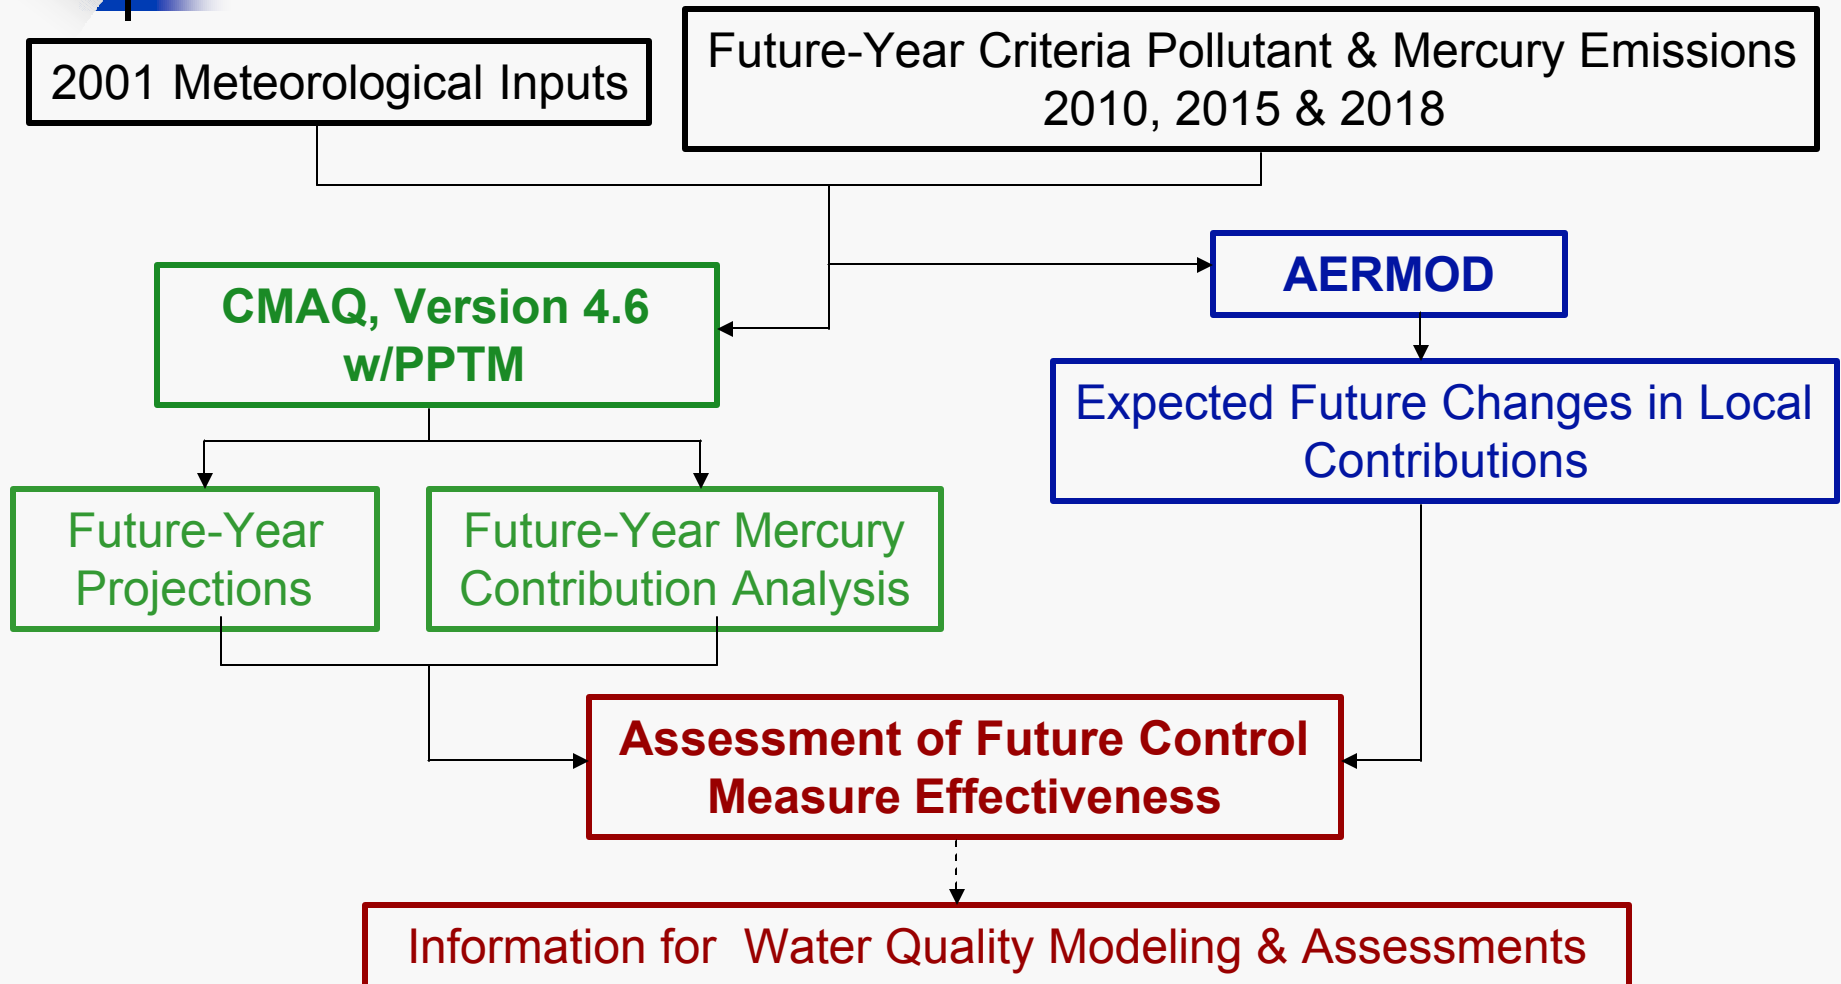 2001 Meteorological Inputs
Future-Year Criteria Pollutant & Mercury Emissions
2010, 2015 & 2018
CMAQ, Version 4.6
w/PPTM
AERMOD
Expected Future Changes in Local
Contributions
Future-Year
Projections
Future-Year Mercury
Contribution Analysis
Assessment of Future Control
Measure Effectiveness
Information for  Water Quality Modeling & Assessments